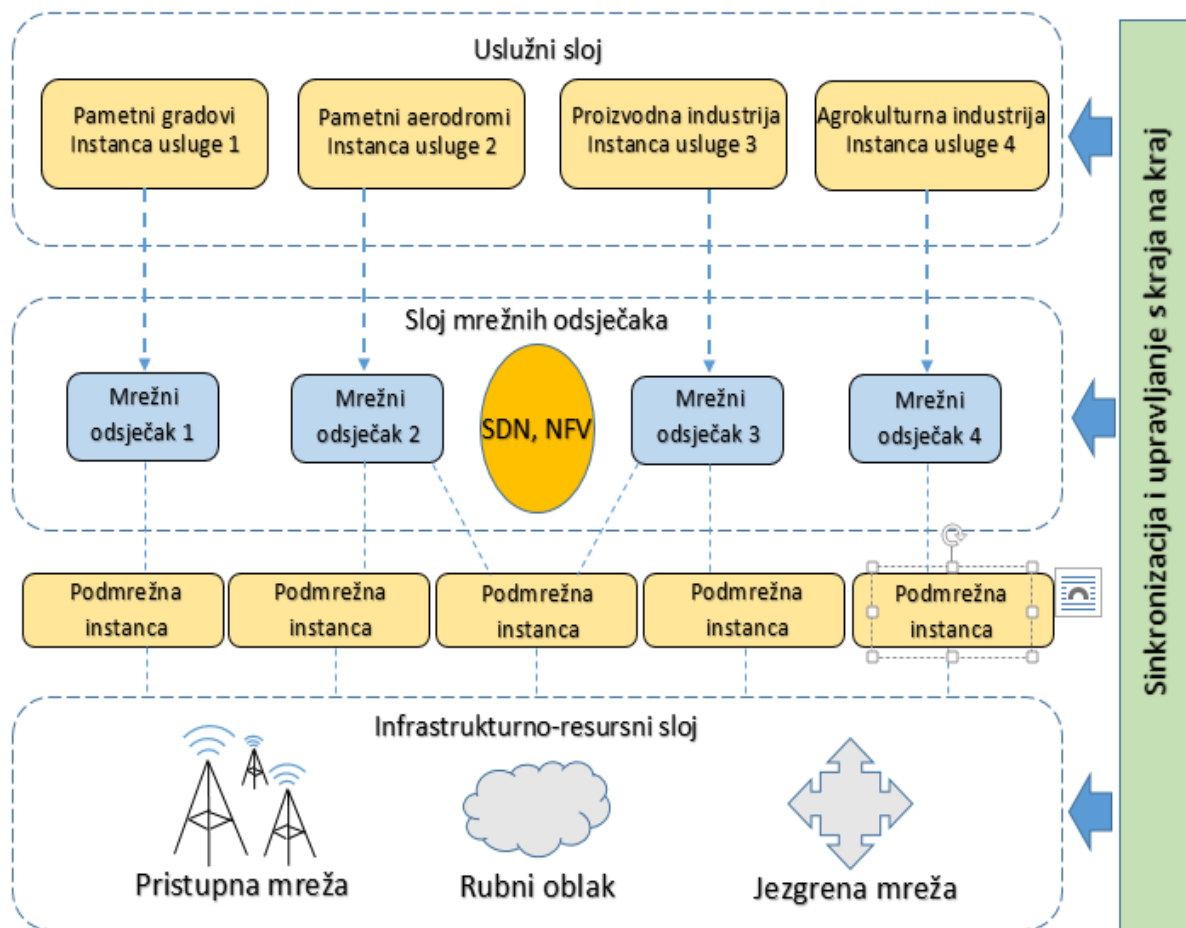 Uslužni sloj
Pametni gradovi
Instanca usluge 1
Pametni aerodromi
Instanca usluge 2
Proizvodna industrija
Instanca usluge 3
Agrokulturna industrija
Instanca usluge 4
Sloj mrežnih odsječaka
Mrežni
odsječak 1
Mrežni
odsječak 2
SDN, NFV
Mrežni
odsječak 3
Mrežni
odsječak 4
Podmrežna
instanca
Podmrežna
instanca
Podmrežna
instanca
Podmrežna
instanca
Podmrežna
instanca
Infrastrukturno-resursni sloj
Pristupna mreža
Rubni oblak
Jezgrena mreža
Sinkronizacija i upravljanje s kraja na kraj